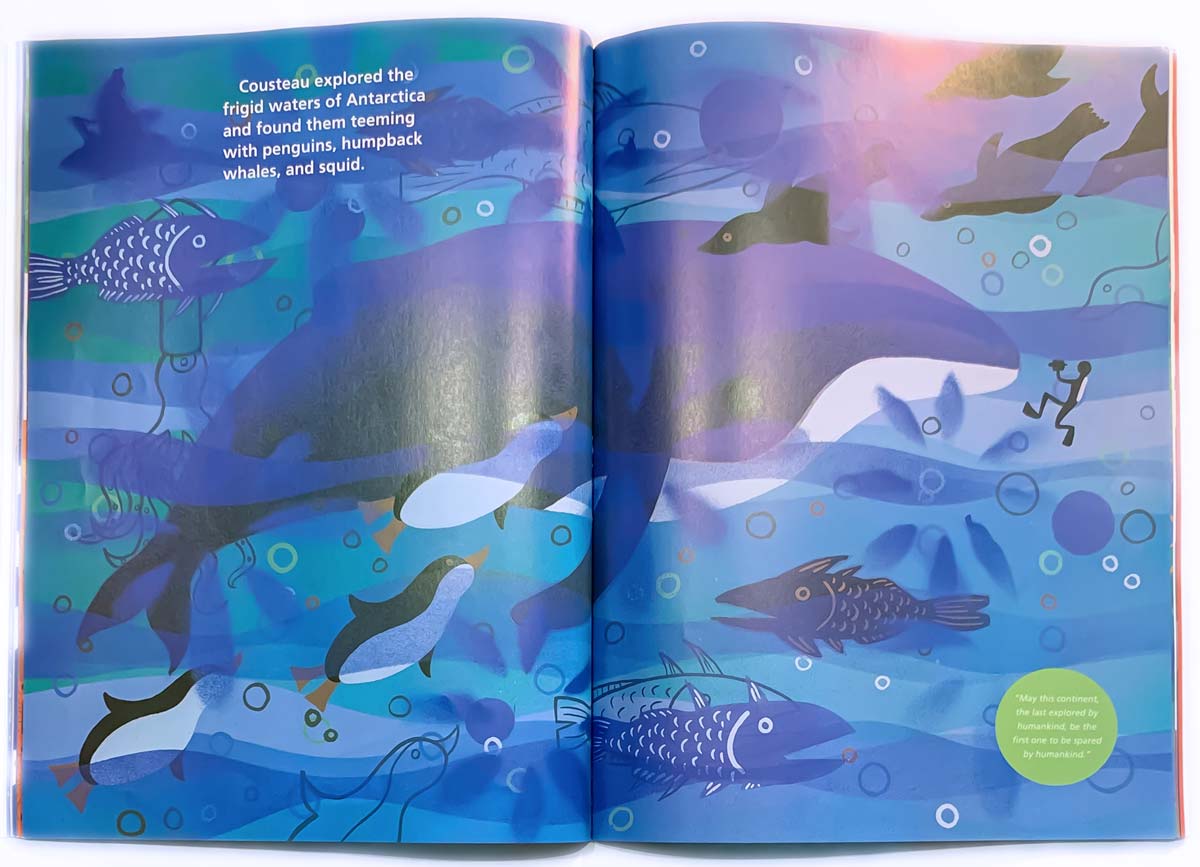 Cousteau explored the
frigid waters of Antarctica
and found them teeming
with penguins, humpback
whales, and squid.
“May this continent,
the last explored by
humankind, be the
first one to be spared
by humankind.”